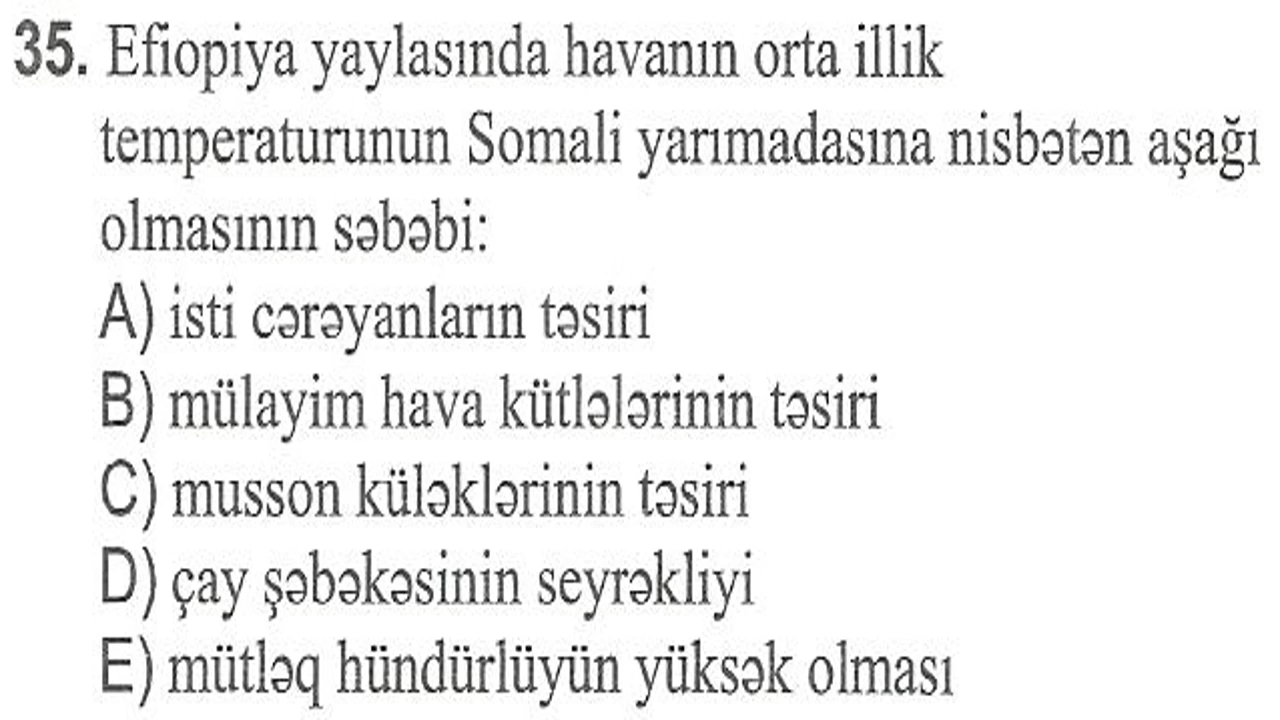 35. Efiopiya yaylasında havanın orta illik
temperaturunun Somali yarımadasına nisbətən aşağı
olmasının səbəbi:
A) isti cərəyanların təsiri
B) mülayim hava kütlələrinin təsiri
C) musson küləklərinin təsiri
D) çay şəbəkəsinin seyrəkliyi
E) mütləq hündürlüyün yüksək olması